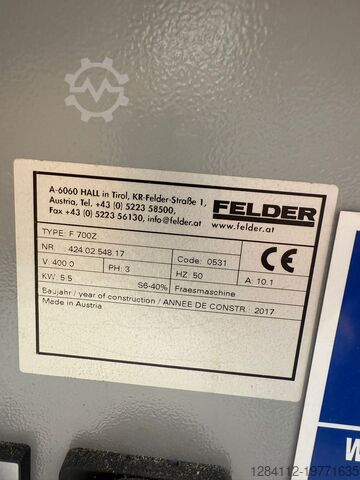 A-6060 HALL in Tirol, KR-Felder-Straße 1,
Austria, Tel. +43 (0) 5223 58500,
Fax +43 (0) 5223 56130, info@felder.at
FELDER
www.felder.at
TYPE: F 700Z
NR : 424.02.548.17
Code: 0531
V: 400.0
PH: 3
HZ: 50
A: 10.1
KW: 5.5
S6-40%
Fraesmaschine
Baujahr / year of construction / ANNEE DE CONSTR.: 2017
Made in Austria
CE
W
1284112-19771635